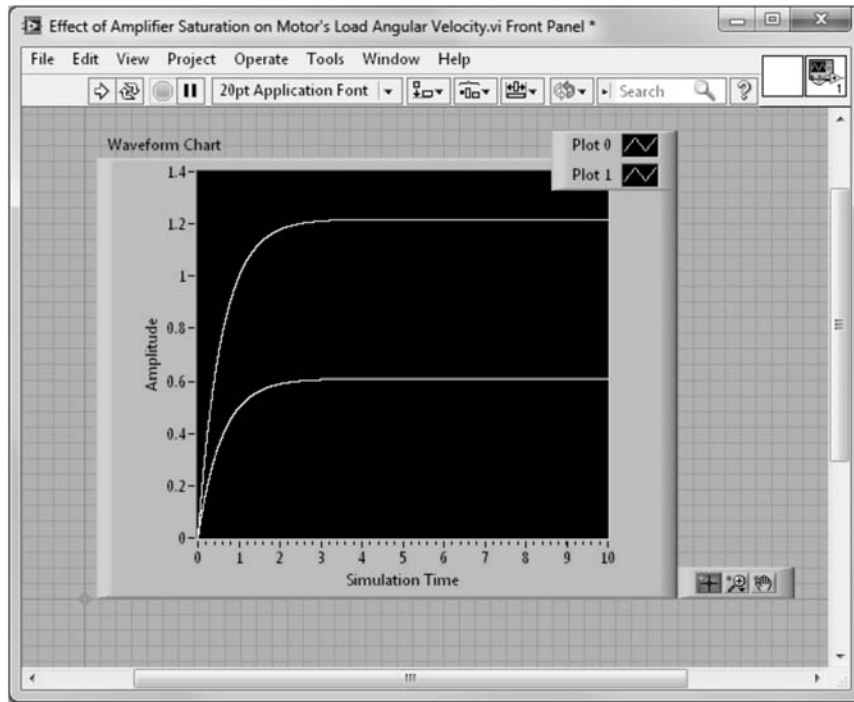 Effect of Amplifier Saturation on Motor's Load Angular Velocity.vi Front Panel *
File Edit View Project Operate Tools Window Help
20pt Application Font
Search
1
Waveform Chart
Plot 0
Plot 1
1.4
1.2
1
0.8
0.6
0.4
0.2
0
Amplitude
0 1 2 3 4 5 6 7 8 9 10
Simulation Time